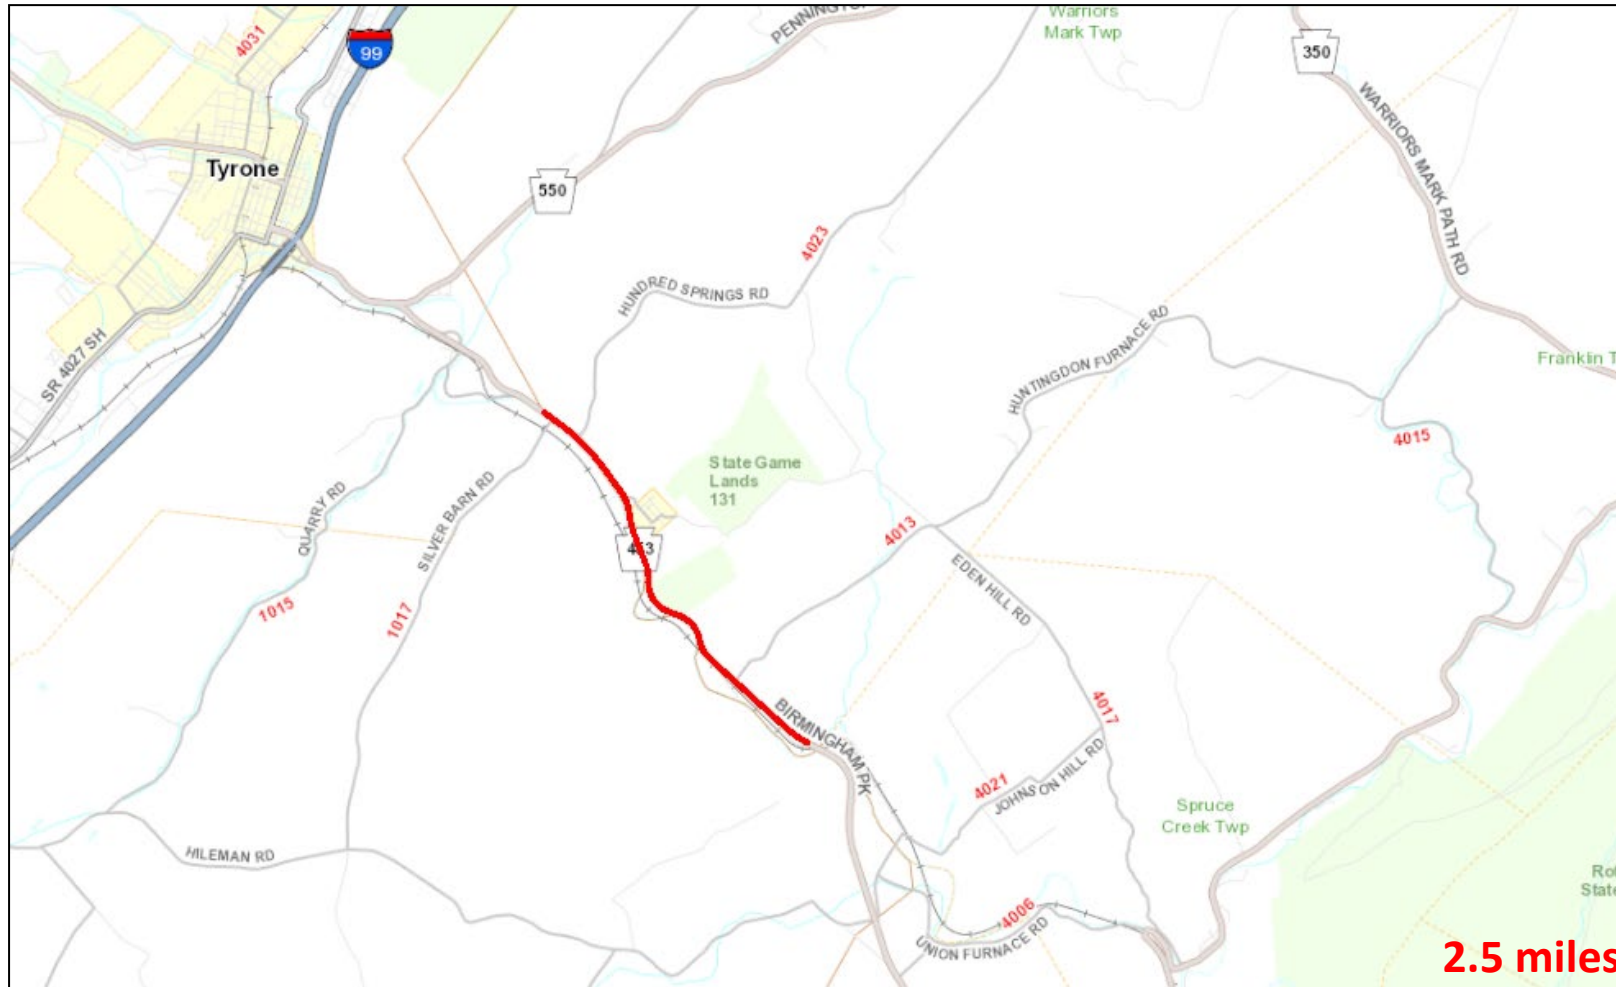 Warriors
Mark Twp
4031
99
350
WARRIORS MARK PATH RD
Tyrone
550
4023
HUNDRED SPRINGS RD
SR 4027 SH
HUNTINGDON FURNACE RD
4015
State Game
Lands
131
QUARRY RD
SILVER BARN RD
453
4013
EDEN HILL RD
1015
1017
4017
BIRMINGHAM PK
4021
JOHNSON HILL RD
Spruce
Creek Twp
HILEMAN RD
4006
UNION FURNACE RD
2.5 miles